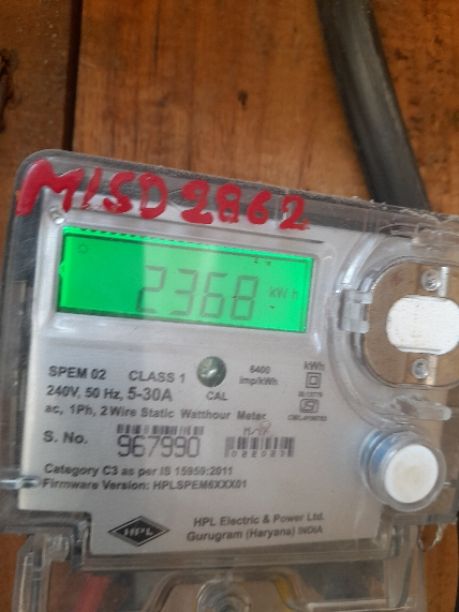 MISD 2862
2368 kWh
SPEM 02 CLASS 1 CAL 6400 imp/kWh kWh
240V, 50 Hz, 5-30A
ac, 1Ph, 2 Wire Static Watthour Meter
S. No. 967990
Category C3 as per IS 15959:2011
Firmware Version: HPLSPEM6XXX01
HPL
HPL Electric & Power Ltd.
Gurugram (Haryana) INDIA